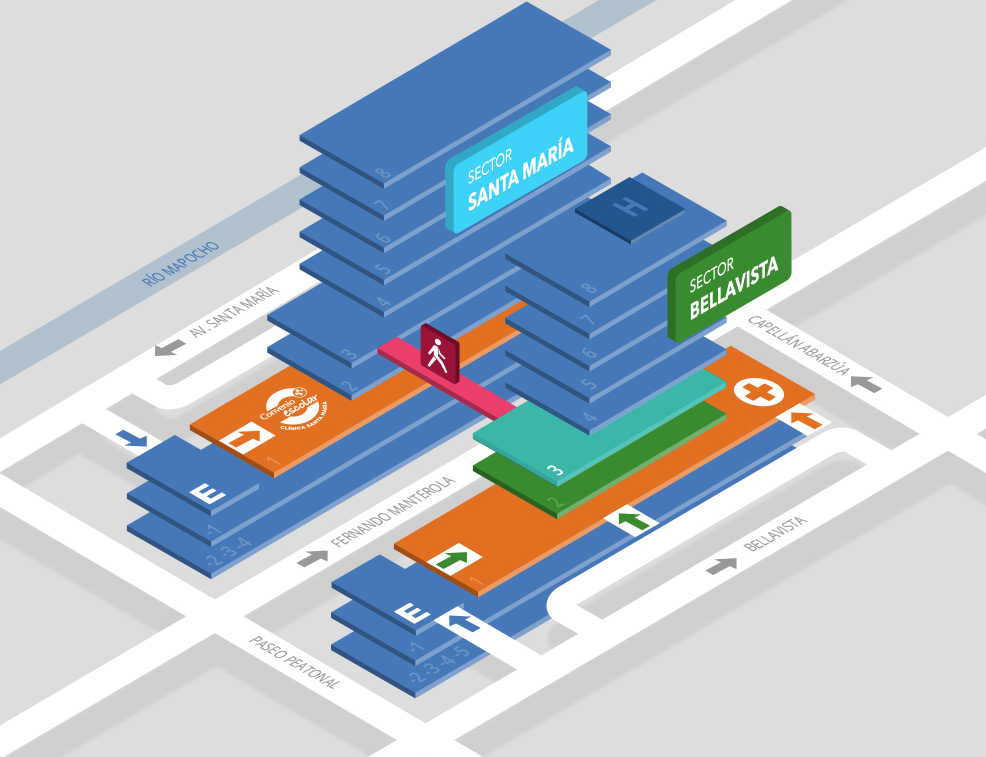 SECTOR
SANTA MARÍA
8
7
6
5
4
3
2
1
H
SECTOR
BELLAVISTA
8
7
6
5
4
3
2
1
RÍO MAPOCHO
AV. SANTA MARÍA
CAPELLÁN ABARZÚA
Convenio
escolar
CLÍNICA SANTA MARÍA
E
-1
-2 -3 -4
FERNANDO MANTEROLA
BELLAVISTA
E
-1
-2 -3 -4 -5
PASEO PEATONAL